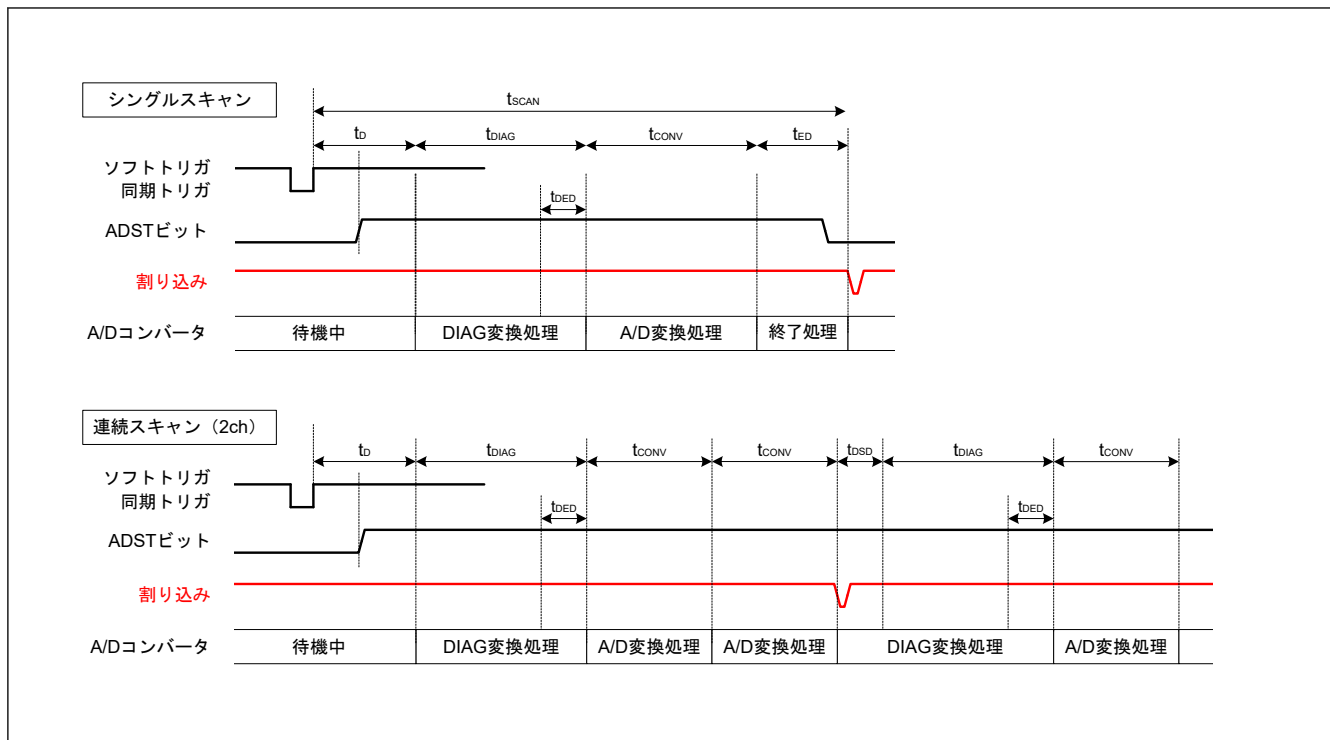 シングルスキャン
tSCAN
tD tDIAG tCONV tED
ソフトトリガ
同期トリガ
tDED
ADSTビット
割り込み
A/Dコンバータ 待機中 DIAG変換処理 A/D変換処理 終了処理
連続スキャン（2ch）
tD tDIAG tCONV tCONV tDSD tDIAG tCONV
ソフトトリガ
同期トリガ
tDED tDED
ADSTビット
割り込み
A/Dコンバータ 待機中 DIAG変換処理 A/D変換処理 A/D変換処理 DIAG変換処理 A/D変換処理